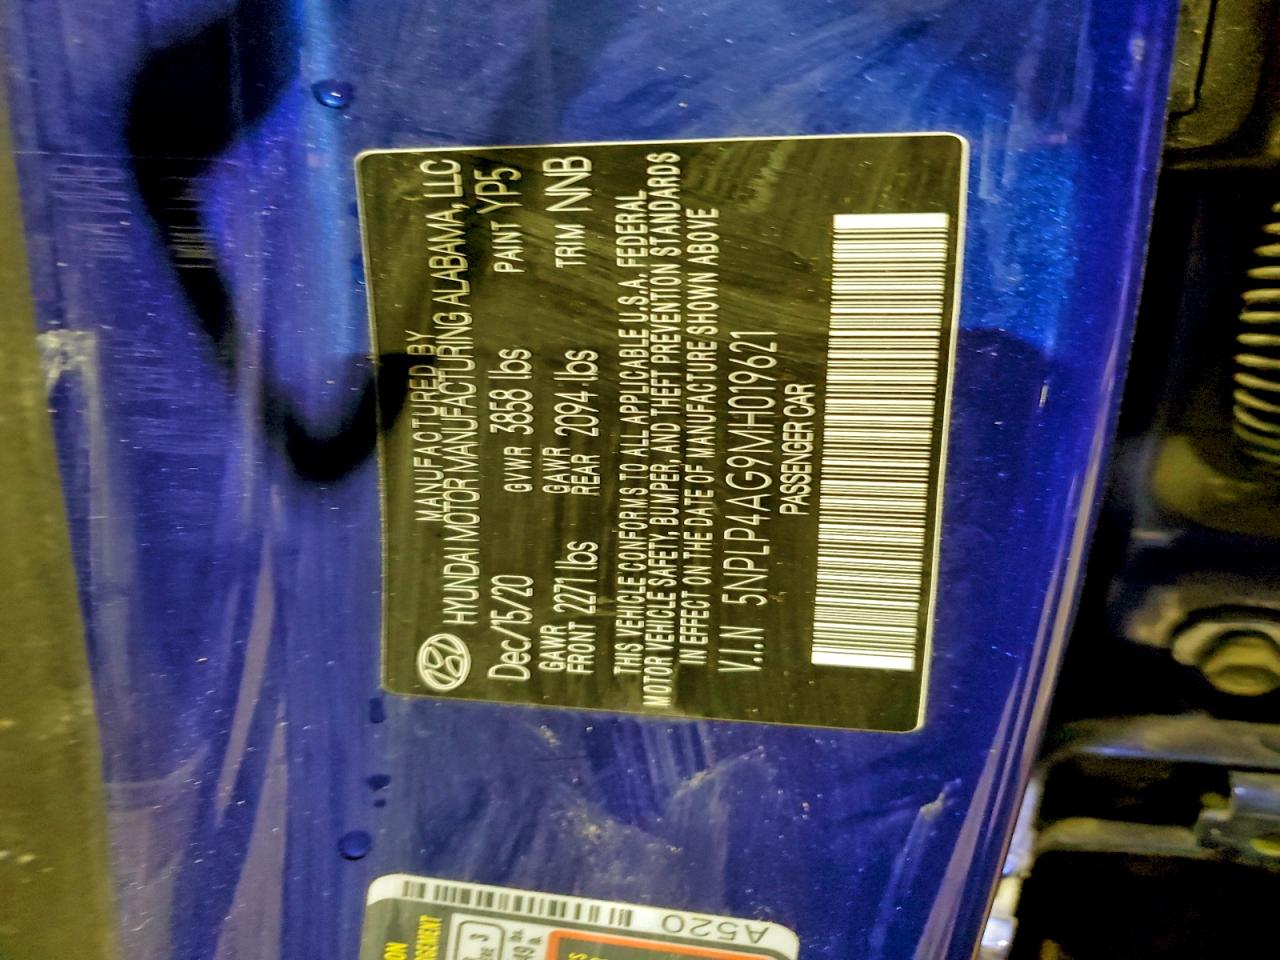 MANUFACTURED BY
HYUNDAI MOTOR MANUFACTURING ALABAMA, LLC
Dec/15/20 GVWR 3858 lbs PAINT YP5
GAWR FRONT 2271 lbs GAWR REAR 2094 lbs TRIM NNB
THIS VEHICLE CONFORMS TO ALL APPLICABLE U.S.A. FEDERAL
MOTOR VEHICLE SAFETY, BUMPER, AND THEFT PREVENTION STANDARDS
IN EFFECT ON THE DATE OF MANUFACTURE SHOWN ABOVE
V.I.N 5NPLP4AG9MH019621
PASSENGER CAR
A520